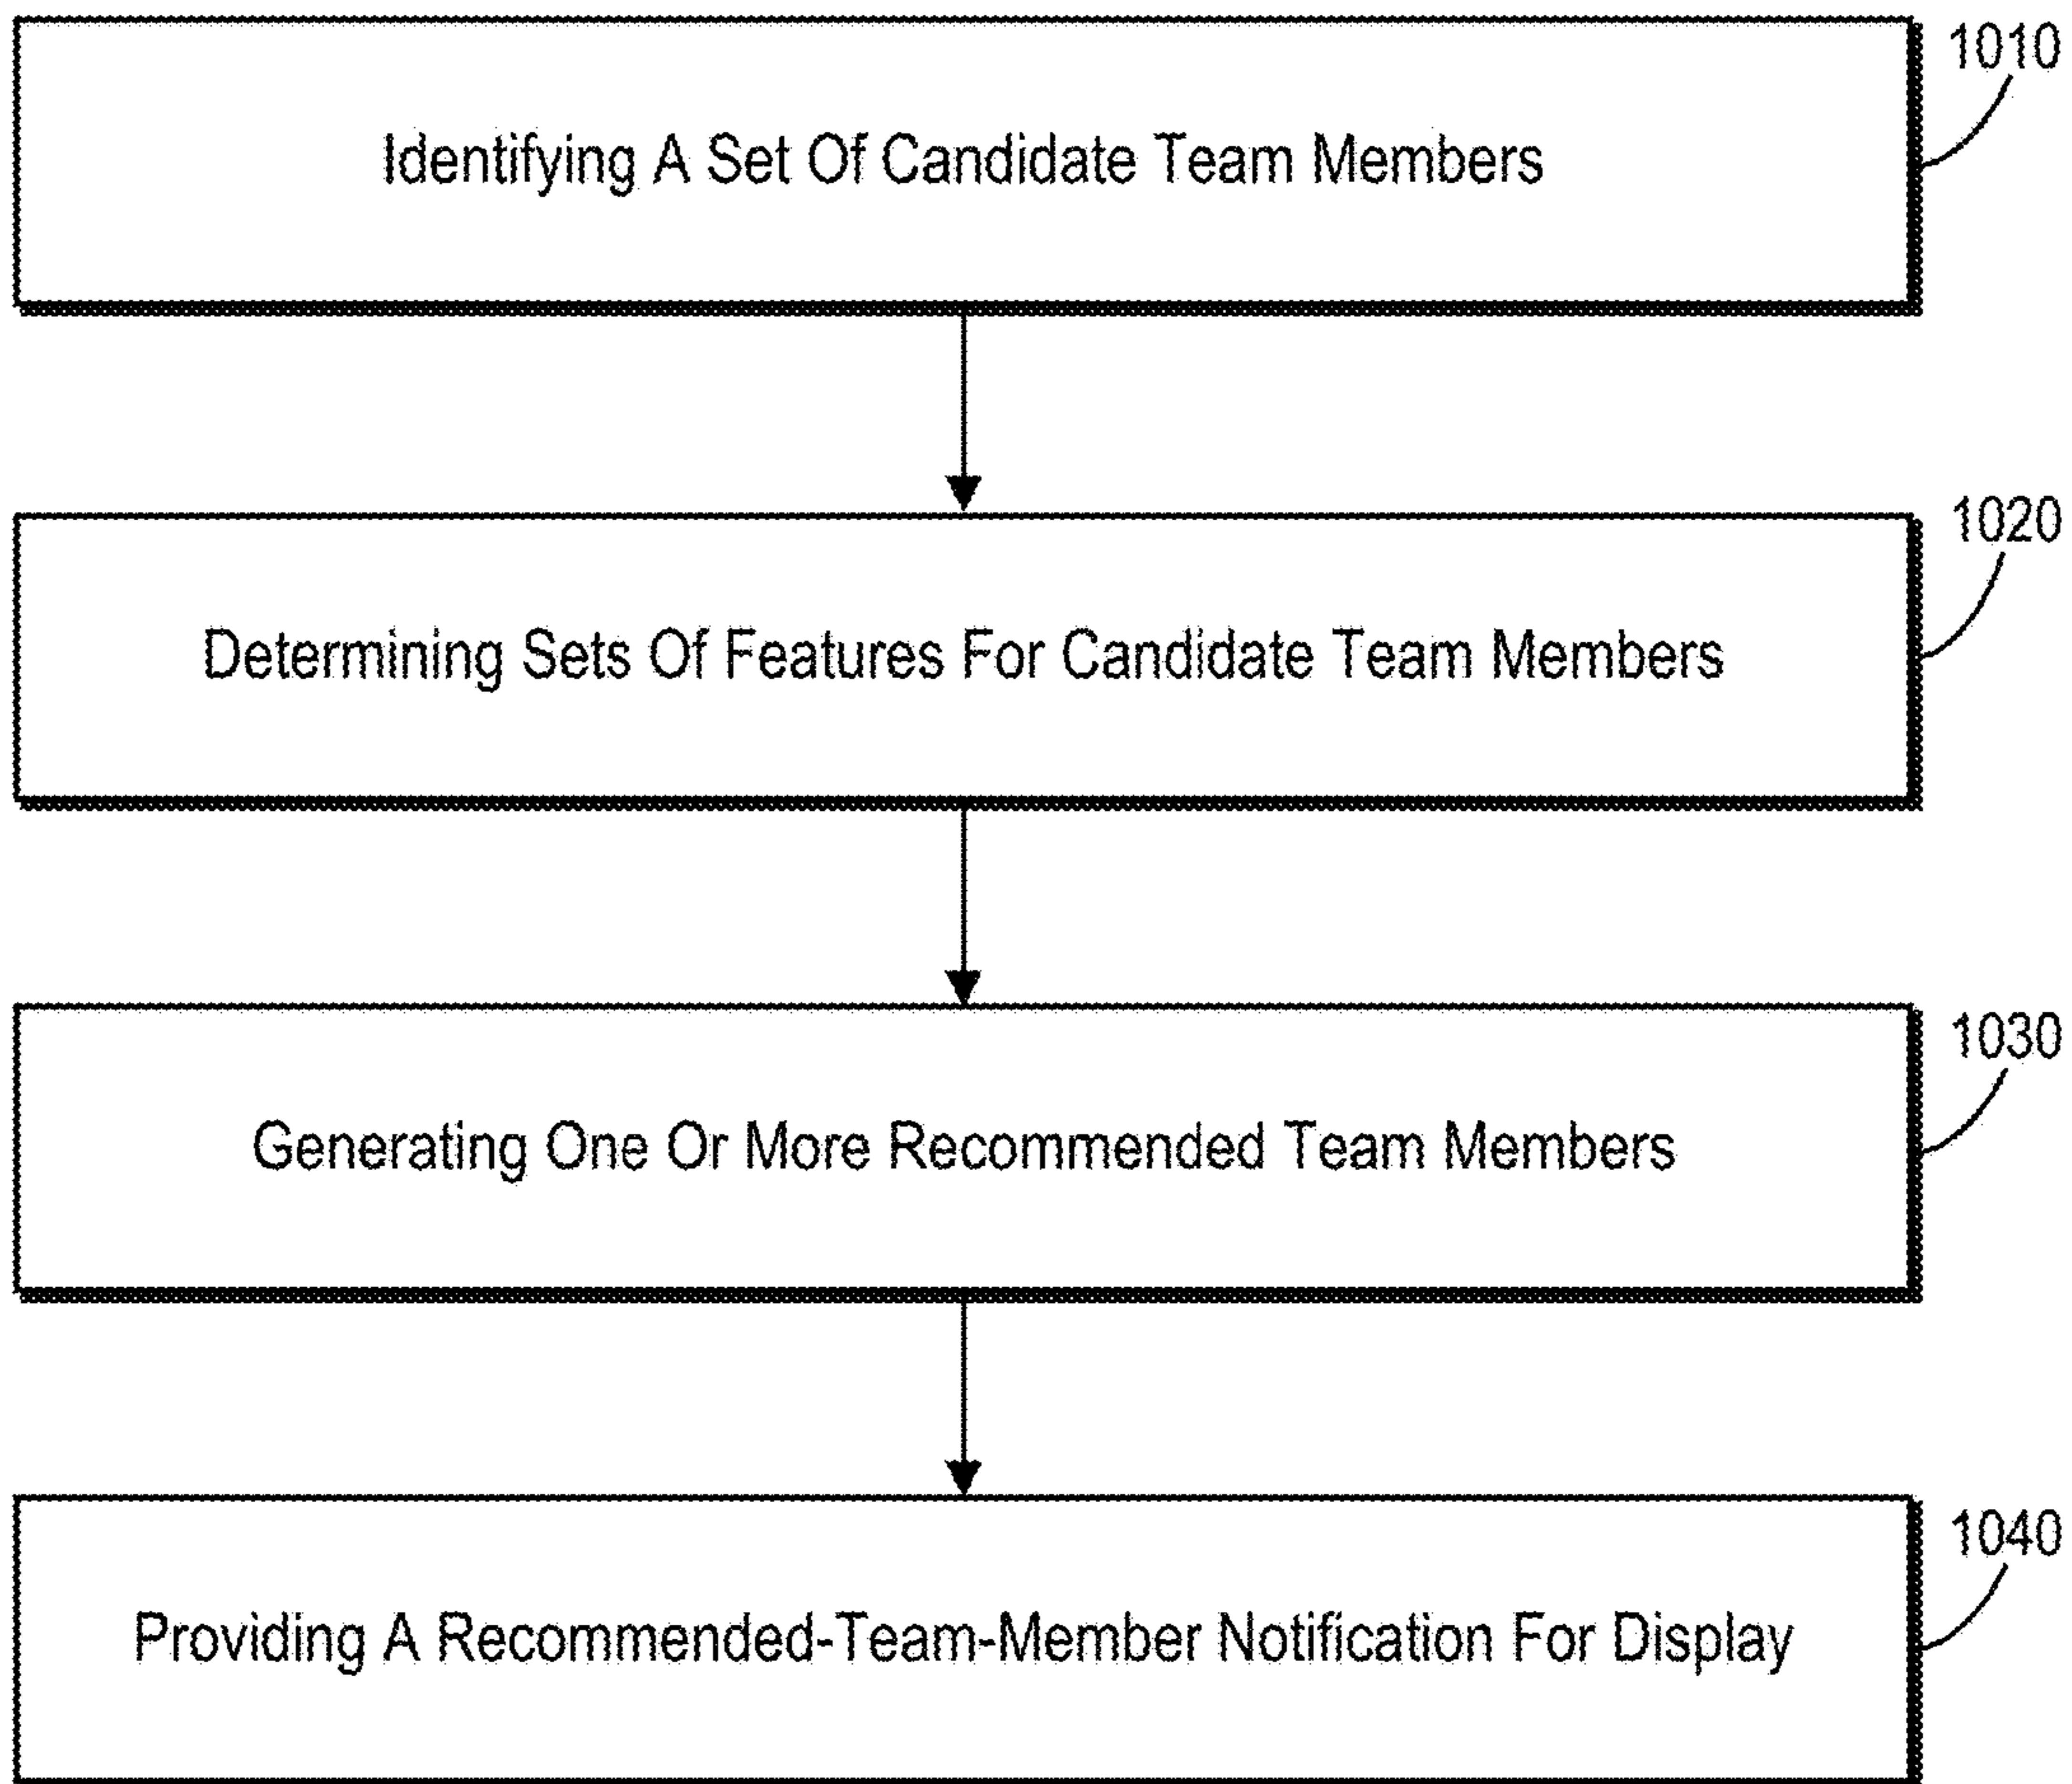 1010
Identifying A Set Of Candidate Team Members
1020
Determining Sets Of Features For Candidate Team Members
1030
Generating One Or More Recommended Team Members
1040
Providing A Recommended-Team-Member Notification For Display